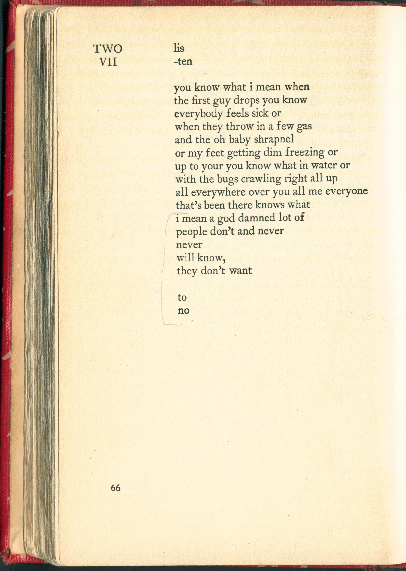 TWO
VII
lis
-ten
you know what i mean when
the first guy drops you know
everybody feels sick or
when they throw in a few gas
and the oh baby shrapnel
or my feet getting dim freezing or
up to your you know what in water or
with the bugs crawling right all up
all everywhere over you all me everyone
that's been there knows what
i mean a god damned lot of
people don't and never
never
will know,
they don't want
to
no
66